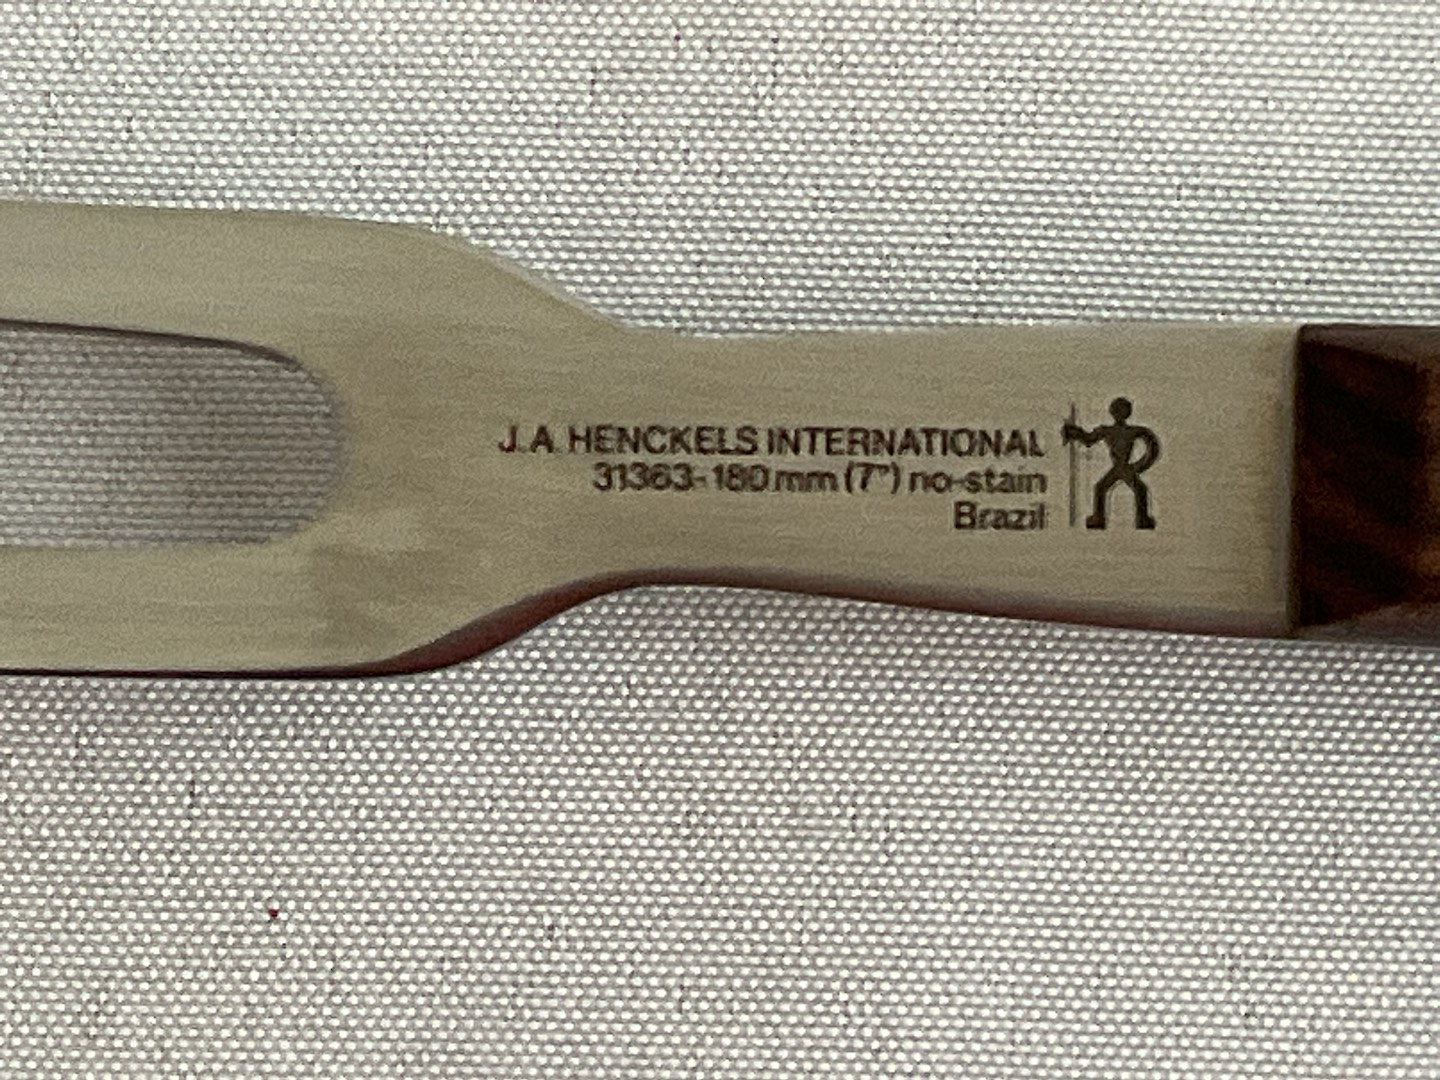 J.A. HENCKELS INTERNATIONAL
31363-180mm (7") no-stain
Brazil